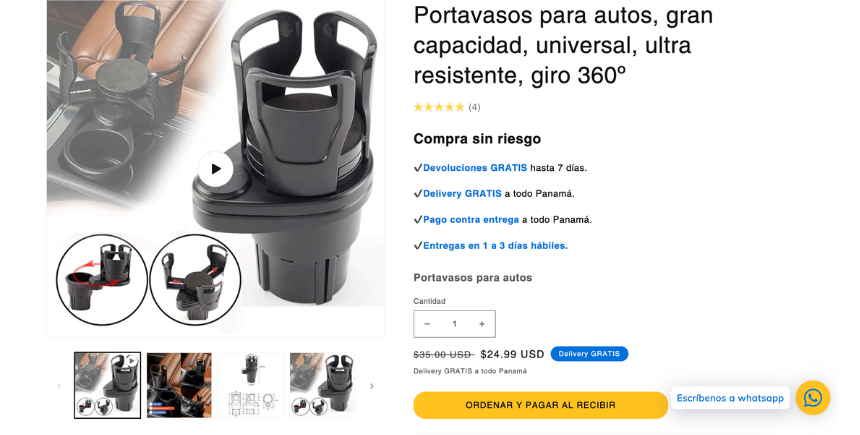 Portavasos para autos, gran
capacidad, universal, ultra
resistente, giro 360º
★★★★★ (4)
Compra sin riesgo
✓Devoluciones GRATIS hasta 7 días.
✓Delivery GRATIS a todo Panamá.
✓Pago contra entrega a todo Panamá.
✓Entregas en 1 a 3 días hábiles.
Portavasos para autos
Cantidad
− 1 +
$35.00 USD $24.99 USD Delivery GRATIS
Delivery GRATIS a todo Panamá
ORDENAR Y PAGAR AL RECIBIR
Escríbenos a whatsapp